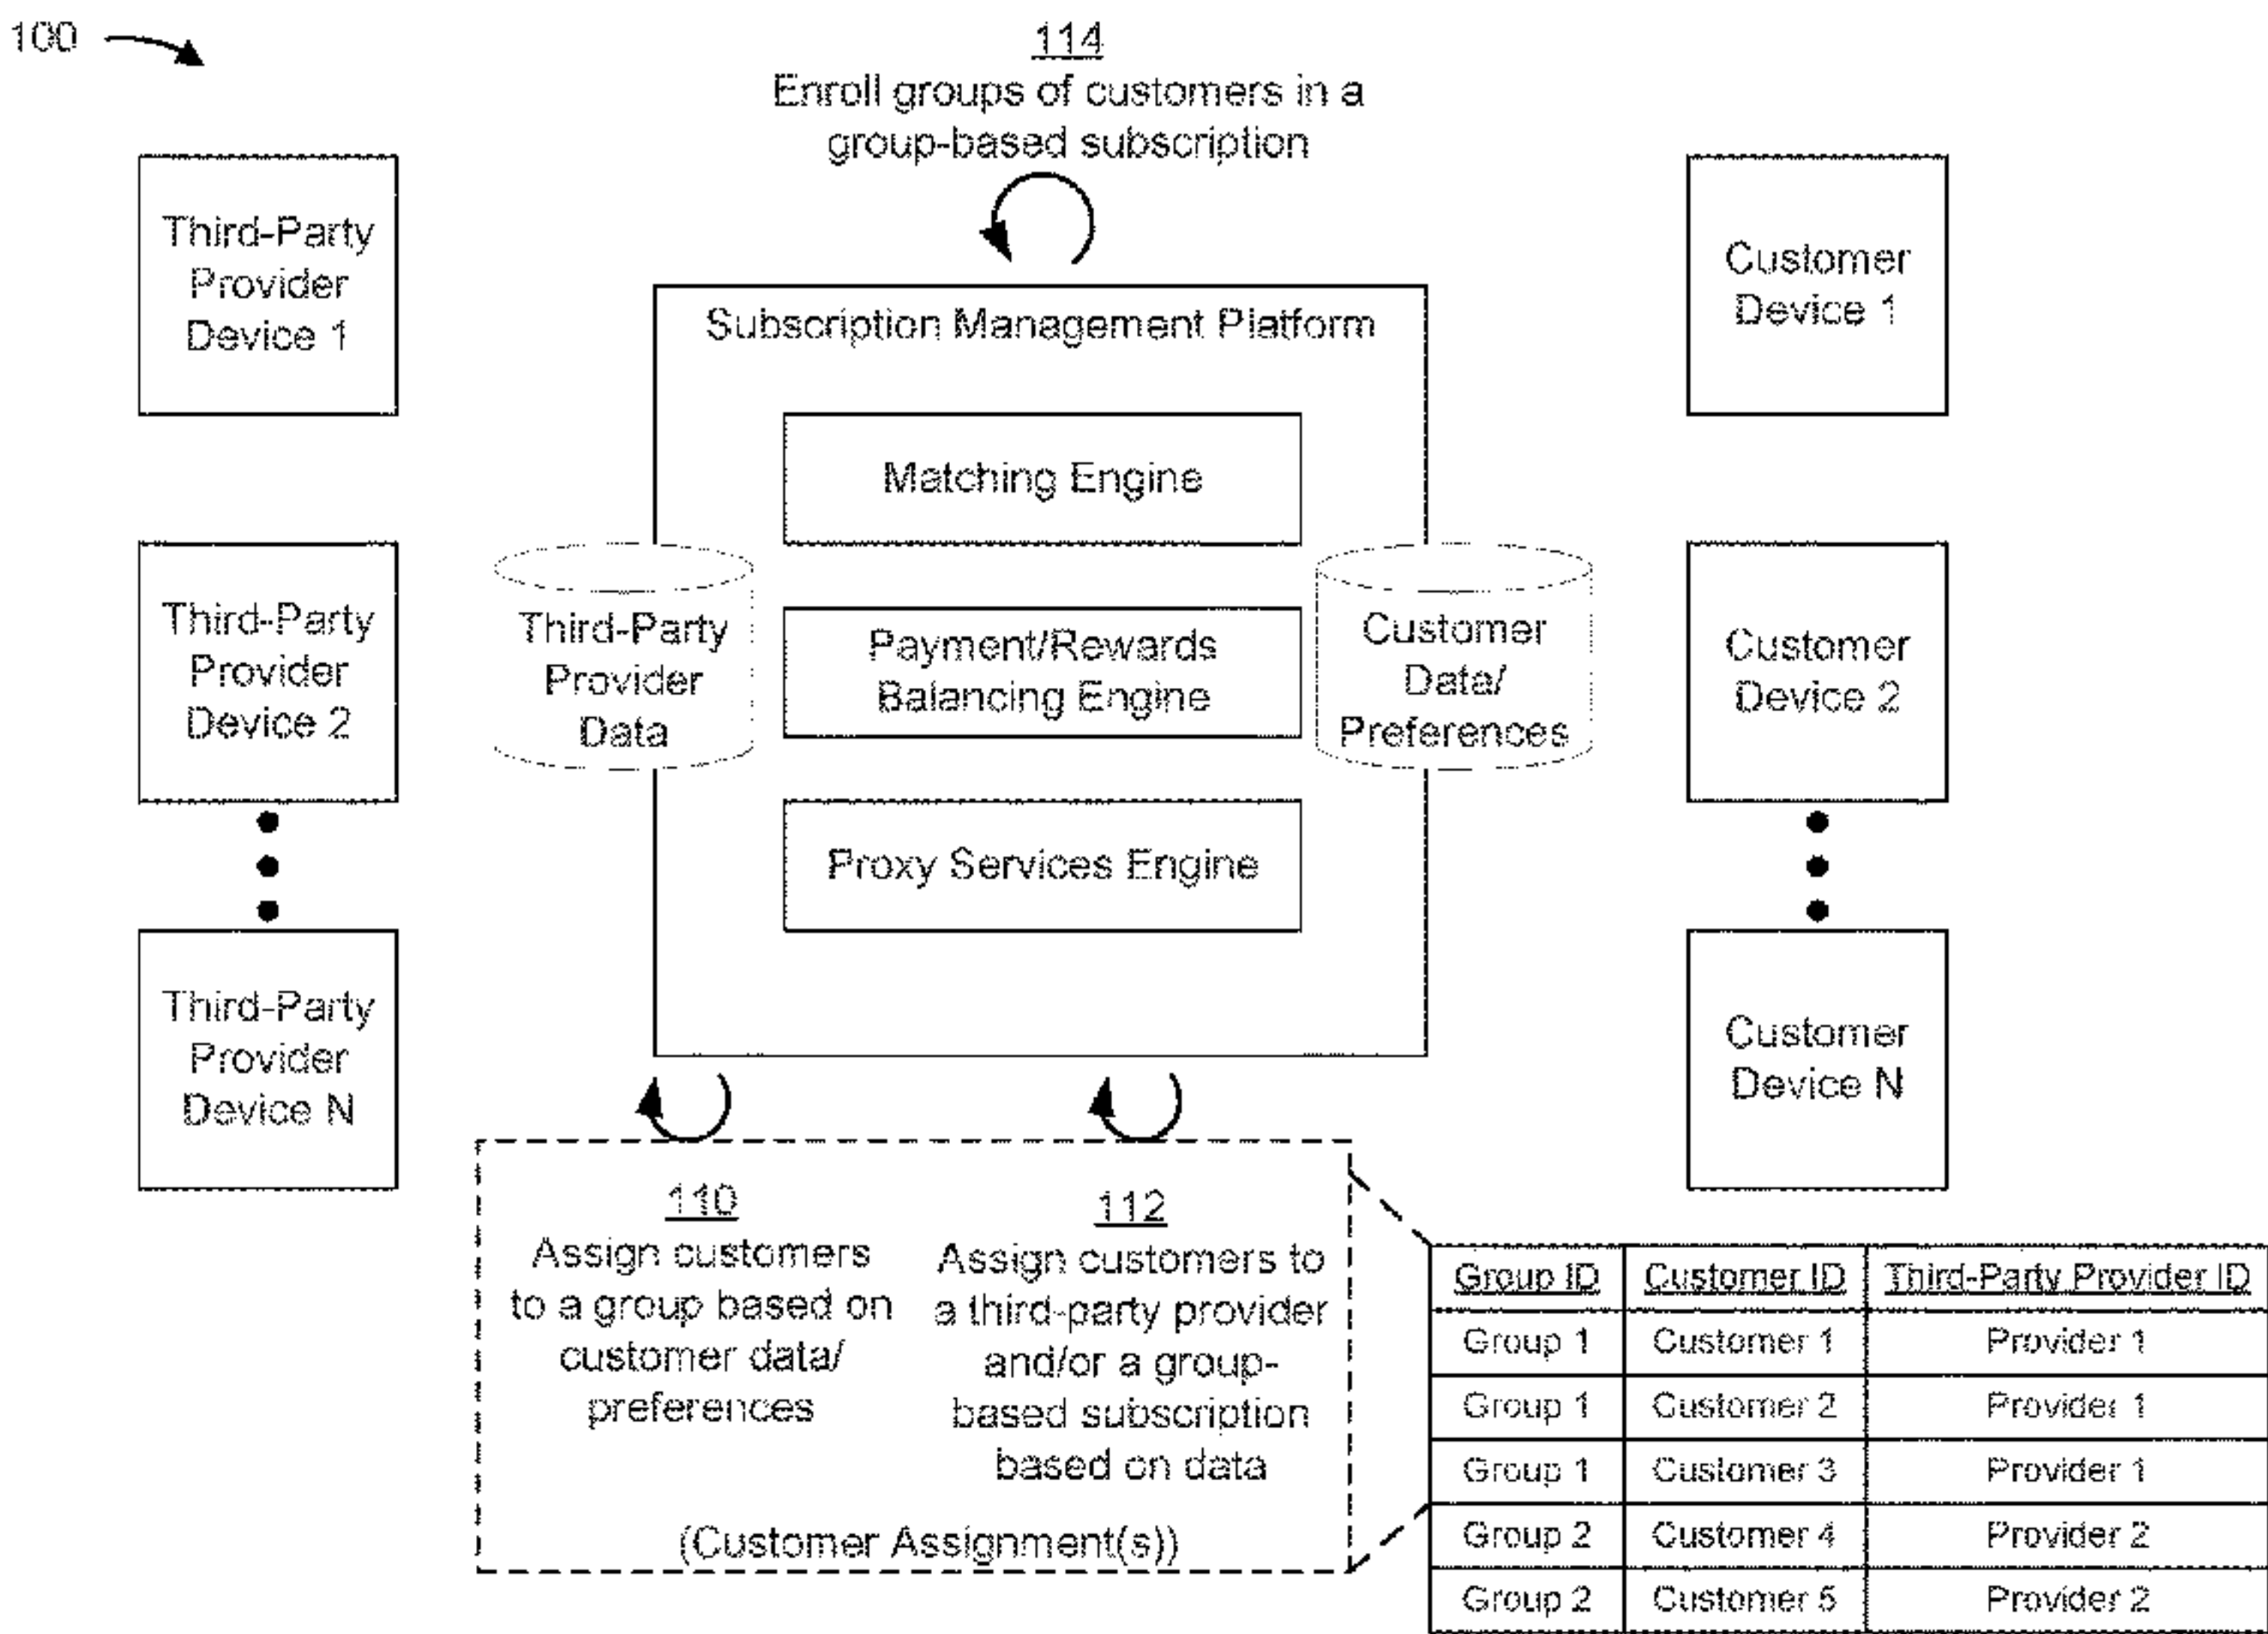 100
114
Enroll groups of customers in a
group-based subscription
Third-Party
Provider
Device 1
Third-Party
Provider
Device 2
Third-Party
Provider
Device N
Subscription Management Platform
Matching Engine
Third-Party
Provider
Data
Payment/Rewards
Balancing Engine
Customer
Data/
Preferences
Proxy Services Engine
Customer
Device 1
Customer
Device 2
Customer
Device N
110
Assign customers
to a group based on
customer data/
preferences
112
Assign customers to
a third-party provider
and/or a group-
based subscription
based on data
(Customer Assignment(s))
Group ID Customer ID Third-Party Provider ID
Group 1 Customer 1 Provider 1
Group 1 Customer 2 Provider 1
Group 1 Customer 3 Provider 1
Group 2 Customer 4 Provider 2
Group 2 Customer 5 Provider 2